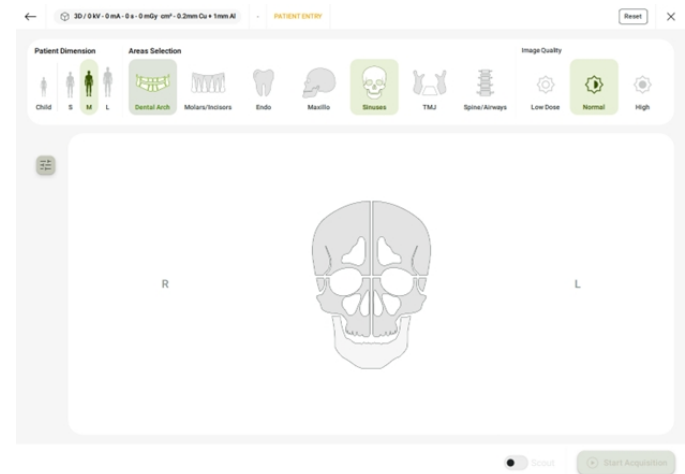 3D / 0 kV - 0 mA - 0 s - 0 mGy cm² - 0.2mm Cu + 1mm Al
-
PATIENT ENTRY
Reset
Patient Dimension
Areas Selection
Image Quality
Child
S
M
L
Dental Arch
Molars/Incisors
Endo
Maxillo
Sinuses
TMJ
Spine/Airways
Low Dose
Normal
High
R
L
Scout
Start Acquisition